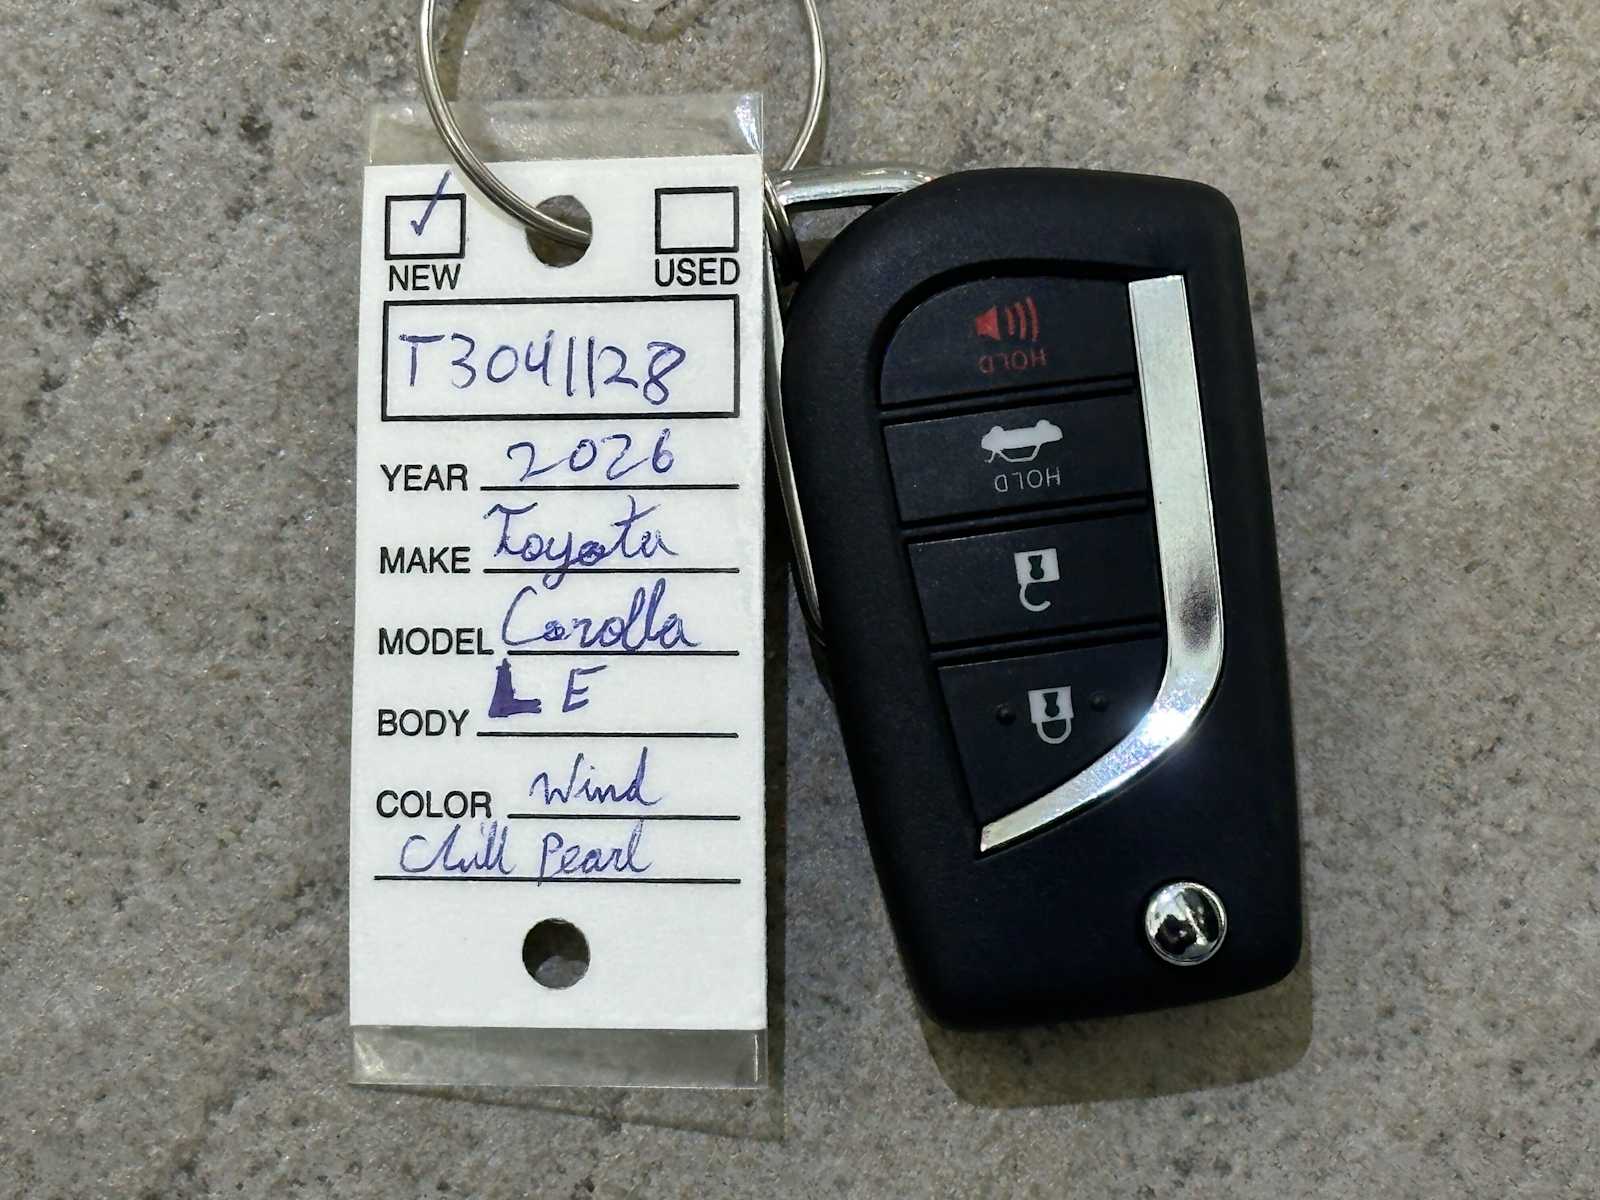 NEW USED
T3041128
YEAR 2026
MAKE Toyota
MODEL Corolla
BODY LE
COLOR Wind
Chill Pearl
HOLD
HOLD